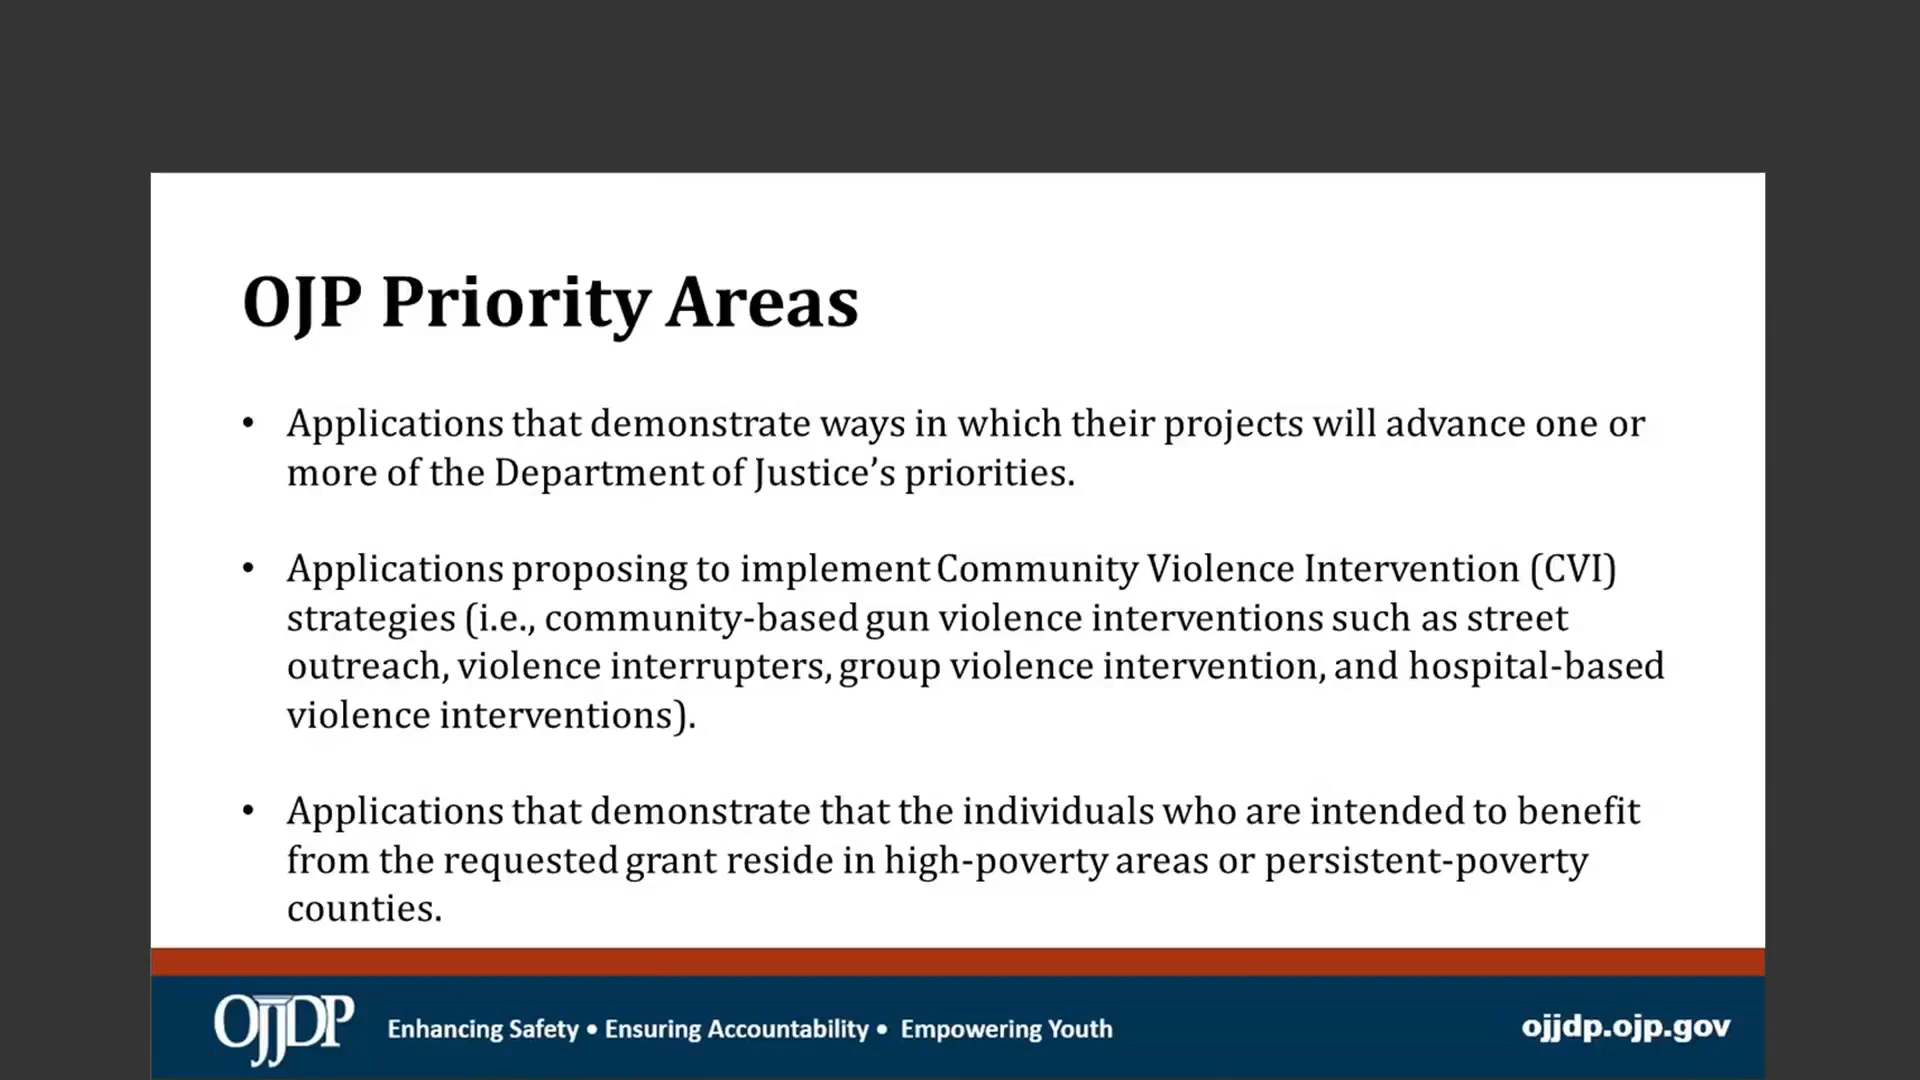 OJP Priority Areas
• Applications that demonstrate ways in which their projects will advance one or
more of the Department of Justice’s priorities.
• Applications proposing to implement Community Violence Intervention (CVI)
strategies (i.e., community-based gun violence interventions such as street
outreach, violence interrupters, group violence intervention, and hospital-based
violence interventions).
• Applications that demonstrate that the individuals who are intended to benefit
from the requested grant reside in high-poverty areas or persistent-poverty
counties.
OJJDP Enhancing Safety • Ensuring Accountability • Empowering Youth ojjdp.ojp.gov